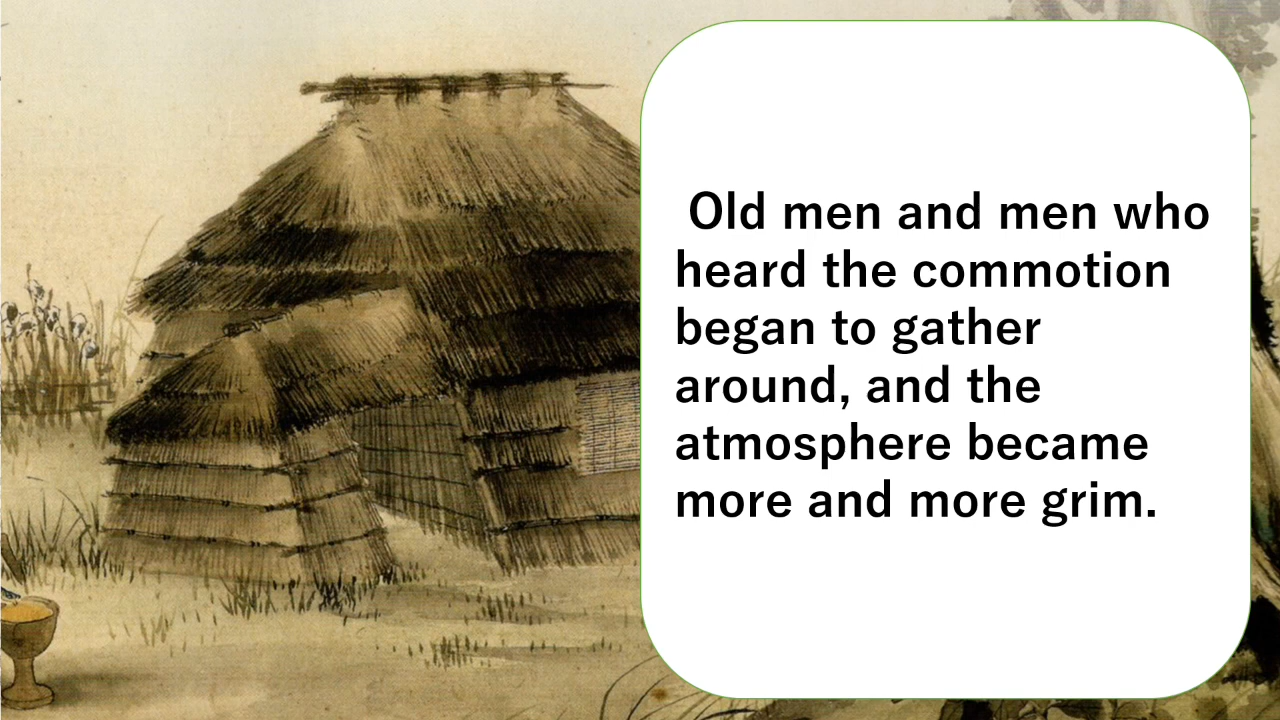 Old men and men who
heard the commotion
began to gather
around, and the
atmosphere became
more and more grim.